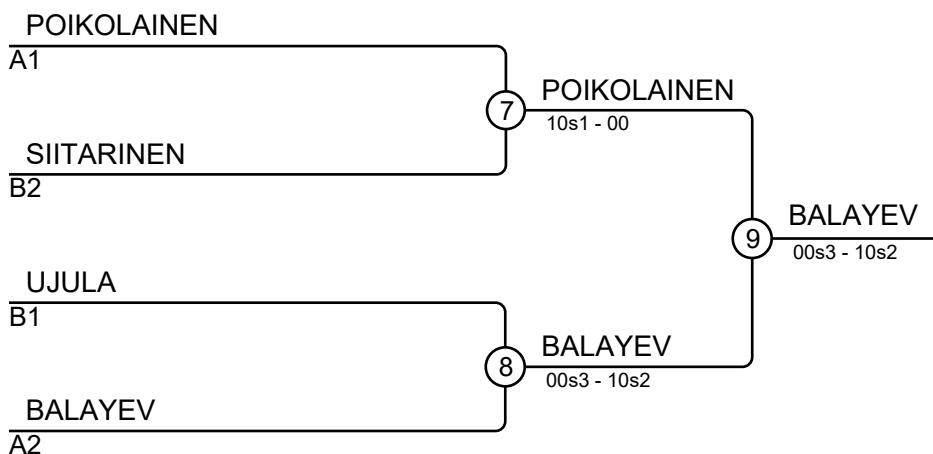 POIKOLAINEN
A1
7
POIKOLAINEN
10s1 - 00
SIITARINEN
B2
9
BALAYEV
00s3 - 10s2
UJULA
B1
8
BALAYEV
00s3 - 10s2
BALAYEV
A2